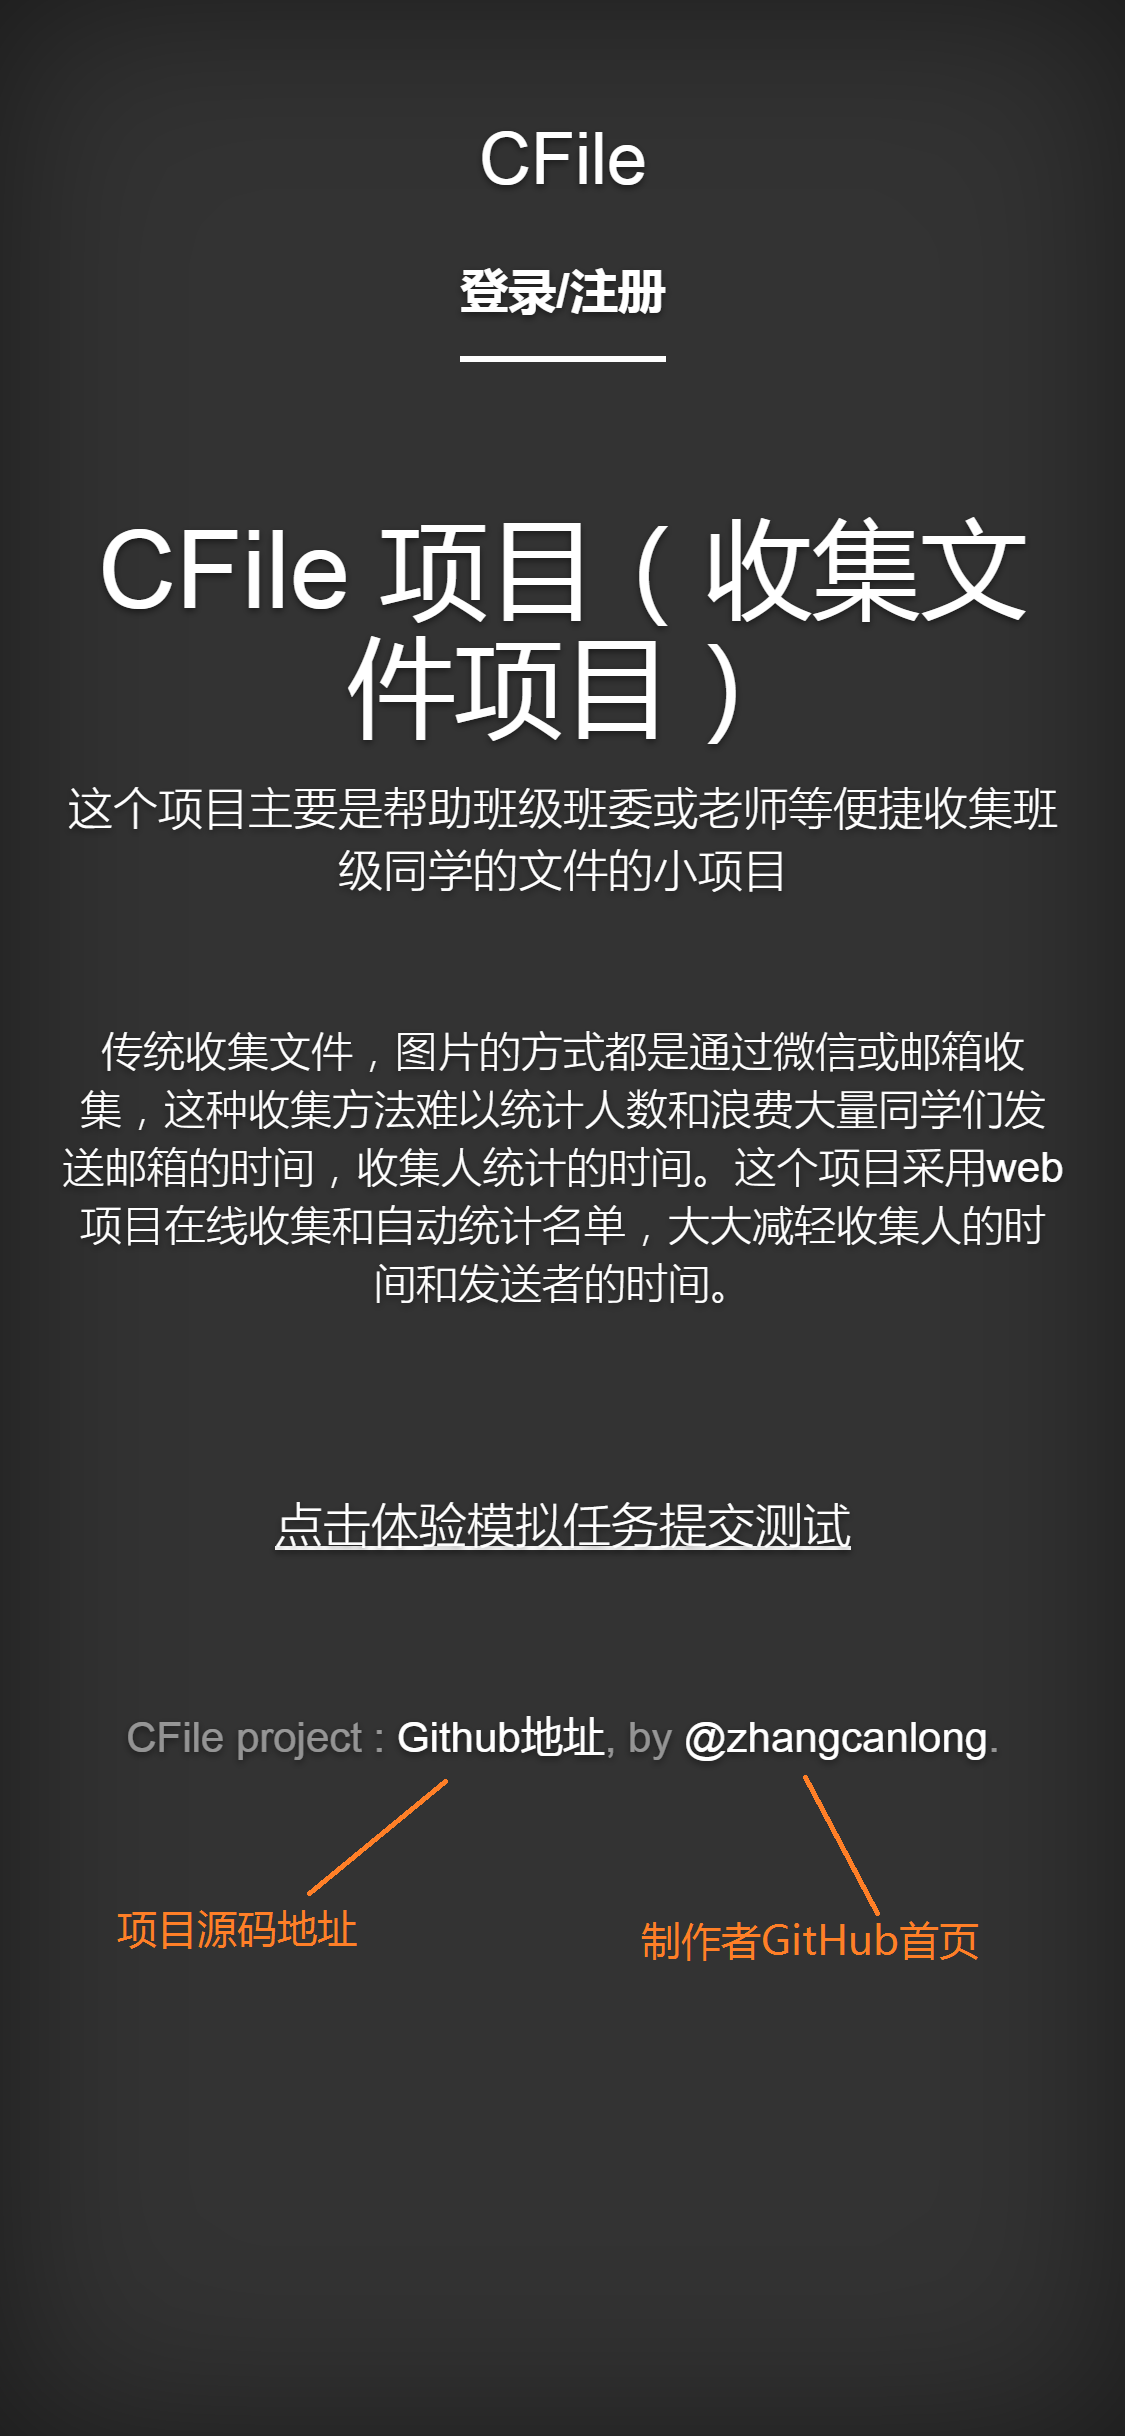 CFile
登录/注册
CFile 项目（收集文
件项目）
这个项目主要是帮助班级班委或老师等便捷收集班
级同学的文件的小项目
传统收集文件，图片的方式都是通过微信或邮箱收
集，这种收集方法难以统计人数和浪费大量同学们发
送邮箱的时间，收集人统计的时间。这个项目采用web
项目在线收集和自动统计名单，大大减轻收集人的时
间和发送者的时间。
点击体验模拟任务提交测试
CFile project : Github地址, by @zhangcanlong.
项目源码地址
制作者GitHub首页